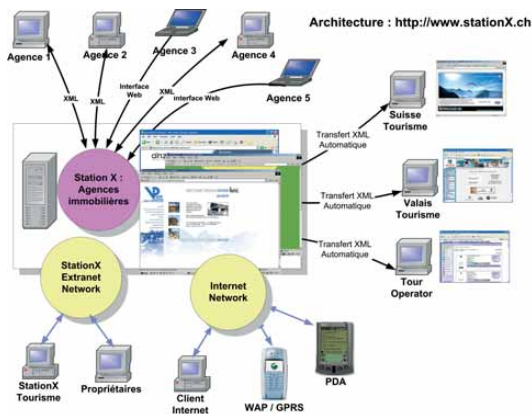 Architecture : http://www.stationX.ch
Agence 1
Agence 2
Agence 3
Agence 4
Agence 5
XML
XML
Interface
Web
XML
Interface Web
Station X :
Agences
immobilières
Transfert XML
Automatique
Suisse
Tourisme
Transfert XML
Automatique
Valais
Tourisme
Transfert XML
Automatique
Tour
Operator
StationX
Extranet
Network
Internet
Network
StationX
Tourisme
Propriétaires
Client
Internet
WAP / GPRS
PDA